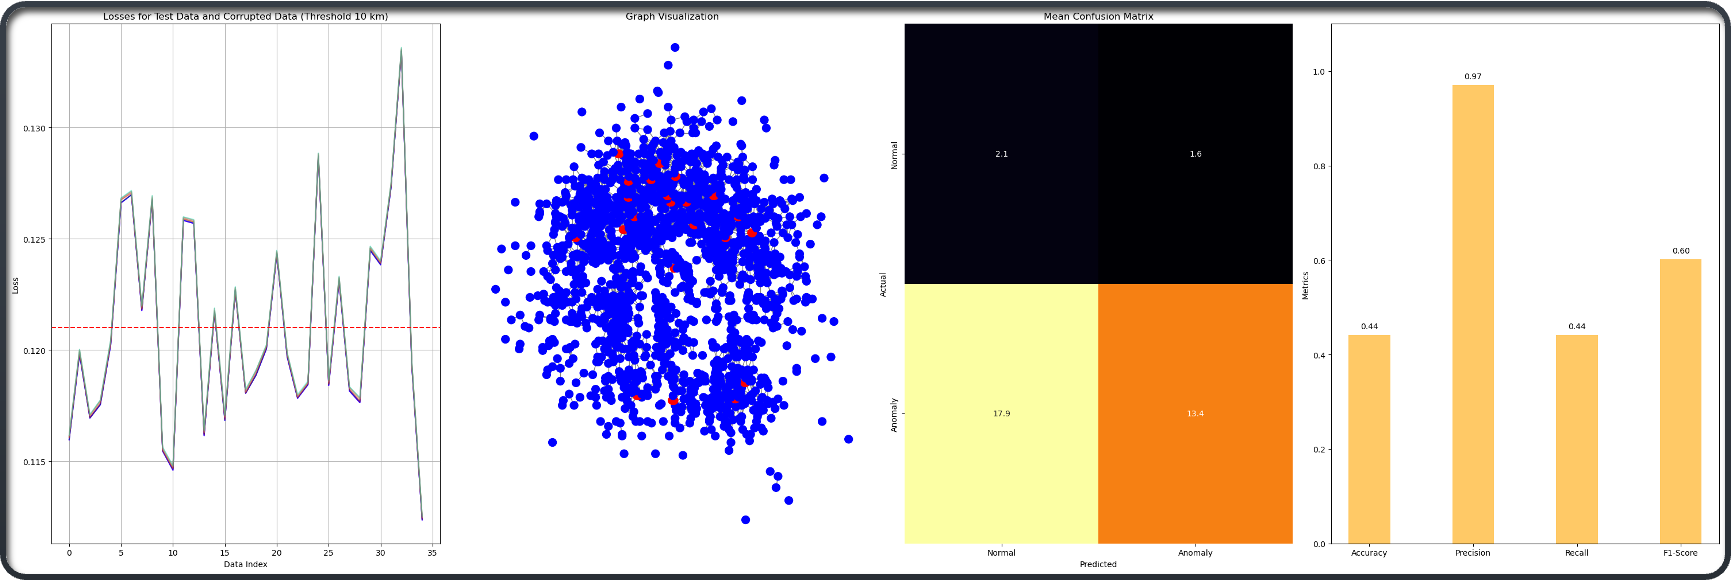 Losses for Test Data and Corrupted Data (Threshold 10 km)
Loss
0.130
0.125
0.120
0.115
0 5 10 15 20 25 30 35
Data Index
Graph Visualization
Mean Confusion Matrix
Actual
Normal
Anomaly
2.1 1.6
17.9 13.4
Normal Anomaly
Predicted
Metrics
1.0
0.8
0.6
0.4
0.2
0.0
0.44
0.97
0.44
0.60
Accuracy Precision Recall F1-Score